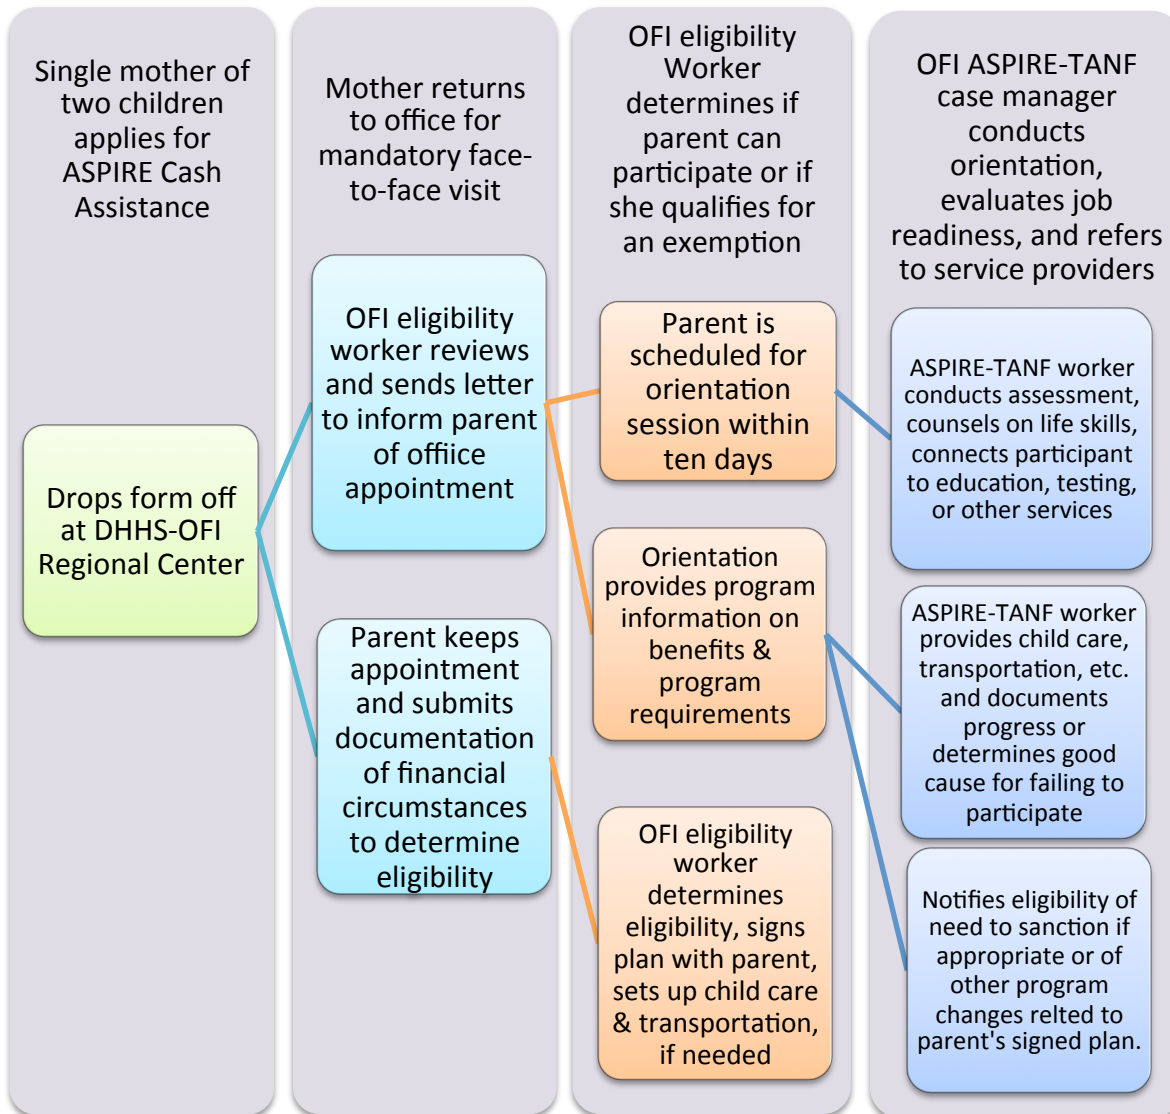 Single mother of
two children
applies for
ASPIRE Cash
Assistance
Drops form off
at DHHS-OFI
Regional Center
Mother returns
to office for
mandatory face-
to-face visit
OFI eligibility
worker reviews
and sends letter
to inform parent
of offiice
appointment
Parent keeps
appointment
and submits
documentation
of financial
circumstances
to determine
eligibility
OFI eligibility
Worker
determines if
parent can
participate or if
she qualifies for
an exemption
Parent is
scheduled for
orientation
session within
ten days
Orientation
provides program
information on
benefits &
program
requirements
OFI eligibility
worker
determines
eligibility, signs
plan with parent,
sets up child care
& transportation,
if needed
OFI ASPIRE-TANF
case manager
conducts
orientation,
evaluates job
readiness, and refers
to service providers
ASPIRE-TANF worker
conducts assessment,
counsels on life skills,
connects participant
to education, testing,
or other services
ASPIRE-TANF worker
provides child care,
transportation, etc.
and documents
progress or
determines good
cause for failing to
participate
Notifies eligibility of
need to sanction if
appropriate or of
other program
changes relted to
parent's signed plan.